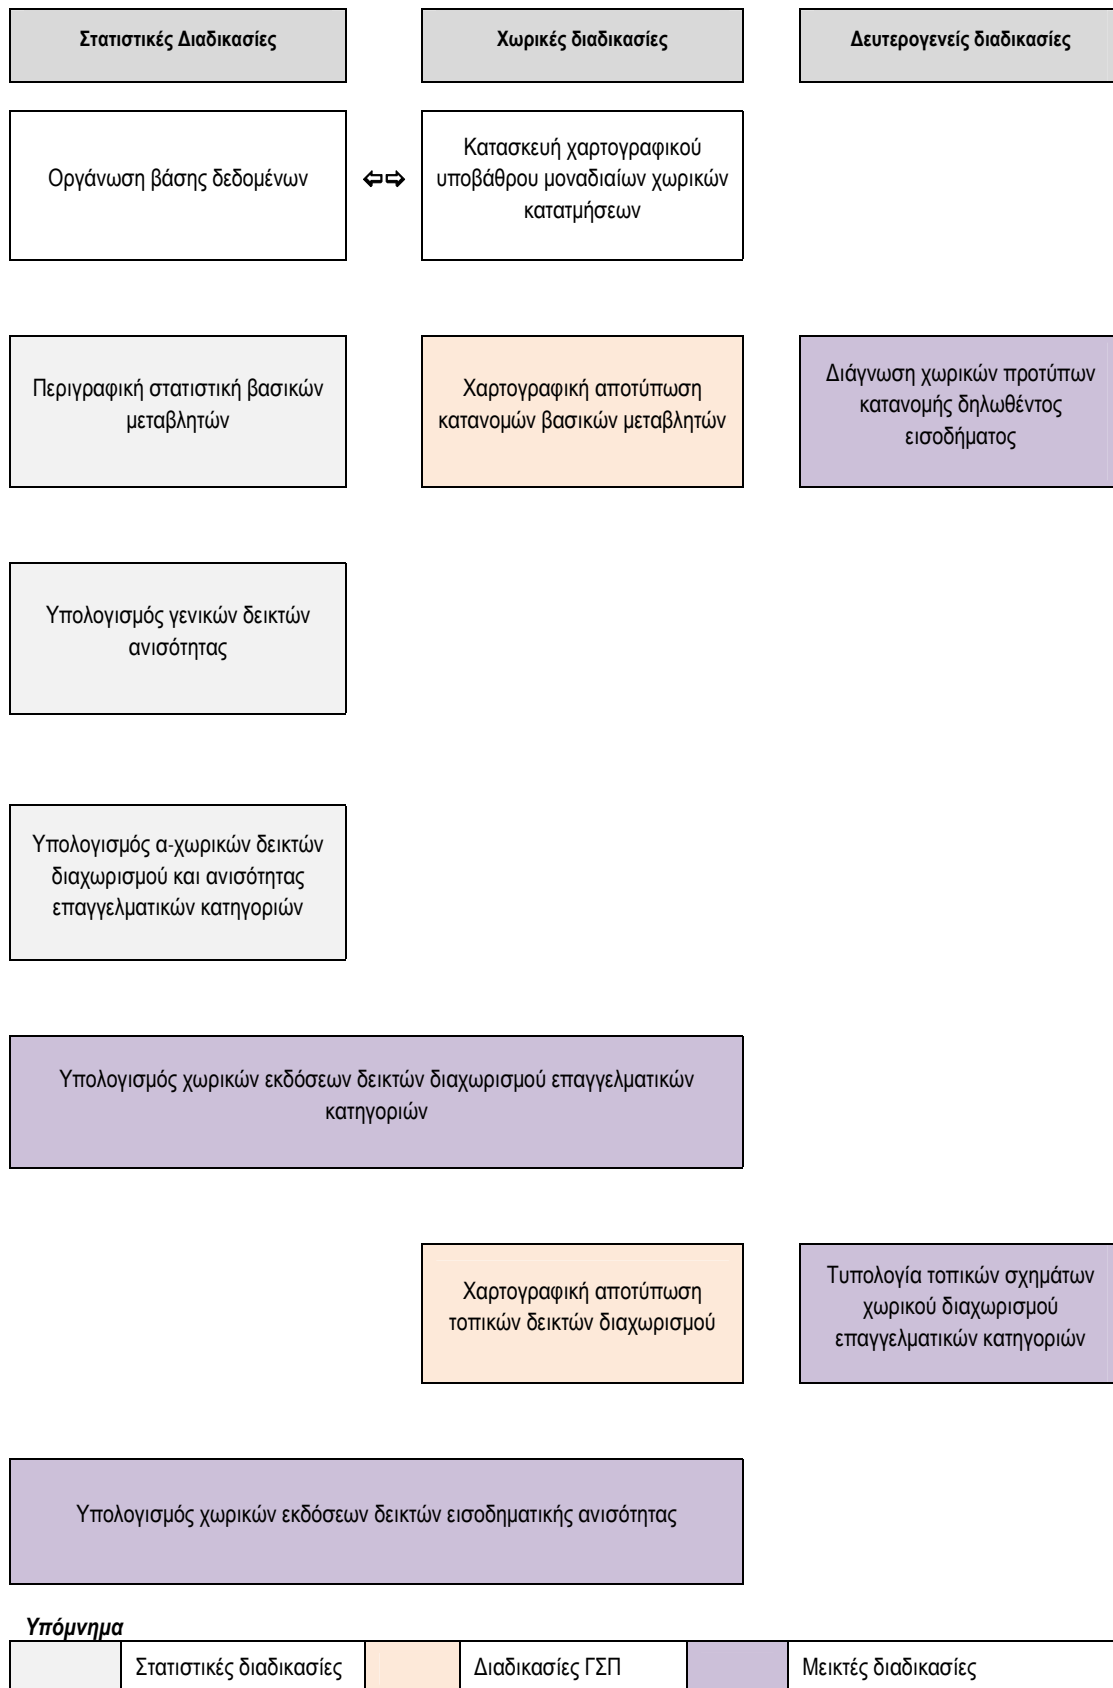 Στατιστικές Διαδικασίες
Χωρικές διαδικασίες
Δευτερογενείς διαδικασίες
Οργάνωση βάσης δεδομένων
⇦⇨
Κατασκευή χαρτογραφικού
υποβάθρου μοναδιαίων χωρικών
κατατμήσεων
Περιγραφική στατιστική βασικών
μεταβλητών
Χαρτογραφική αποτύπωση
κατανομών βασικών μεταβλητών
Διάγνωση χωρικών προτύπων
κατανομής δηλωθέντος
εισοδήματος
Υπολογισμός γενικών δεικτών
ανισότητας
Υπολογισμός α-χωρικών δεικτών
διαχωρισμού και ανισότητας
επαγγελματικών κατηγοριών
Υπολογισμός χωρικών εκδόσεων δεικτών διαχωρισμού επαγγελματικών
κατηγοριών
Χαρτογραφική αποτύπωση
τοπικών δεικτών διαχωρισμού
Τυπολογία τοπικών σχημάτων
χωρικού διαχωρισμού
επαγγελματικών κατηγοριών
Υπολογισμός χωρικών εκδόσεων δεικτών εισοδηματικής ανισότητας
Υπόμνημα
Στατιστικές διαδικασίες
Διαδικασίες ΓΣΠ
Μεικτές διαδικασίες